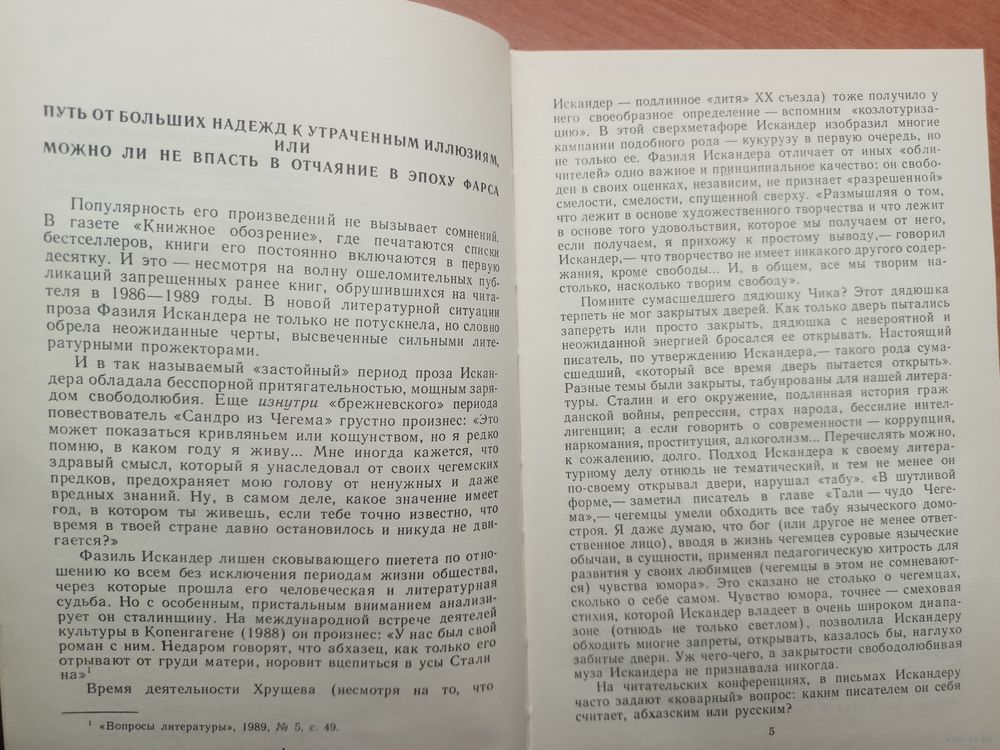 ПУТЬ ОТ БОЛЬШИХ НАДЕЖД К УТРАЧЕННЫМ ИЛЛЮЗИЯМ,
ИЛИ
МОЖНО ЛИ НЕ ВПАСТЬ В ОТЧАЯНИЕ В ЭПОХУ ФАРСА
Популярность его произведений не вызывает сомнений.
В газете «Книжное обозрение», где печатаются списки
бестселлеров, книги его постоянно включаются в первую
десятку. И это — несмотря на волну ошеломительных пуб-
ликаций запрещенных ранее книг, обрушившихся на чита-
теля в 1986—1989 годы. В новой литературной ситуации
проза Фазиля Искандера не только не потускнела, но словно
обрела неожиданные черты, высвеченные сильными лите-
ратурными прожекторами.
И в так называемый «застойный» период проза Искан-
дера обладала бесспорной притягательностью, мощным заря-
дом свободолюбия. Еще изнутри «брежневского» периода
повествователь «Сандро из Чегема» грустно произнес: «Это
может показаться кривляньем или кощунством, но я редко
помню, в каком году я живу... Мне иногда кажется, что
здравый смысл, который я унаследовал от своих чегемских
предков, предохраняет мою голову от ненужных и даже
вредных знаний. Ну, в самом деле, какое значение имеет
год, в котором ты живешь, если тебе точно известно, что
время в твоей стране давно остановилось и никуда не дви-
гается?»
Фазиль Искандер лишен сковывающего пиетета по отно-
шению ко всем без исключения периодам жизни общества,
через которые прошла его человеческая и литературная
судьба. Но с особенным, пристальным вниманием анализи-
рует он сталинщину. На международной встрече деятелей
культуры в Копенгагене (1988) он произнес: «У нас был свой
роман с ним. Недаром говорят, что абхазец, как только его
отрывают от груди матери, норовит вцепиться в усы Стали
на»¹
Время деятельности Хрущева (несмотря на то, что
¹ «Вопросы литературы», 1989, № 5, с. 49.
Искандер — подлинное «дитя» XX съезда) тоже получило у
него своеобразное определение — вспомним «козлотуриза-
цию». В этой сверхметафоре Искандер изобразил многие
кампании подобного рода — кукурузу в первую очередь, но
не только ее. Фазиля Искандера отличает от иных «обли-
чителей» одно важное и принципиальное качество: он свобо-
ден в своих оценках, независим, не признает «разрешенной»
смелости, смелости, спущенной сверху. «Размышляя о том,
что лежит в основе художественного творчества и что лежит
в основе того удовольствия, которое мы получаем от него,
если получаем, я прихожу к простому выводу,— говорил
Искандер,— что творчество не имеет никакого другого содер-
жания, кроме свободы... И, в общем, все мы творим на-
столько, насколько творим свободу».
Помните сумасшедшего дядюшку Чика? Этот дядюшка
терпеть не мог закрытых дверей. Как только дверь пытались
запереть или просто закрыть, дядюшка с невероятной и
неожиданной энергией бросался ее открывать. Настоящий
писатель, по утверждению Искандера,— такого рода сума-
сшедший, «который все время дверь пытается открыть».
Разные темы были закрыты, табуированы для нашей литера-
туры. Сталин и его окружение, подлинная история граж
данской войны, репрессии, страх народа, бессилие интел-
лигенции; а если говорить о современности — коррупция,
наркомания, проституция, алкоголизм... Перечислять можно,
к сожалению, долго. Подход Искандера к своему литера-
турному делу отнюдь не тематический, и тем не менее он
по-своему открывал двери, нарушал «табу». «В шутливой
форме,— заметил писатель в главе «Тали — чудо Чеге-
ма»,— чегемцы умели обходить все табу языческого домо-
строя. Я даже думаю, что бог (или другое не менее ответ-
ственное лицо), вводя в жизнь чегемцев суровые языческие
обычаи, в сущности, применял педагогическую хитрость для
развития у своих любимцев (чегемцы в этом не сомневают-
ся) чувства юмора». Это сказано не столько о чегемцах,
сколько о себе самом. Чувство юмора, точнее — смеховая
стихия, которой Искандер владеет в очень широком диапа-
зоне (отнюдь не только светлом), позволила Искандеру
обходить многие запреты, открывать, казалось бы, наглухо
забитые двери. Уж чего-чего, а закрытости свободолюбивая
муза Искандера не признавала никогда.
На читательских конференциях, в письмах Искандеру
часто задают «коварный» вопрос: каким писателем он себя
считает, абхазским или русским?
5